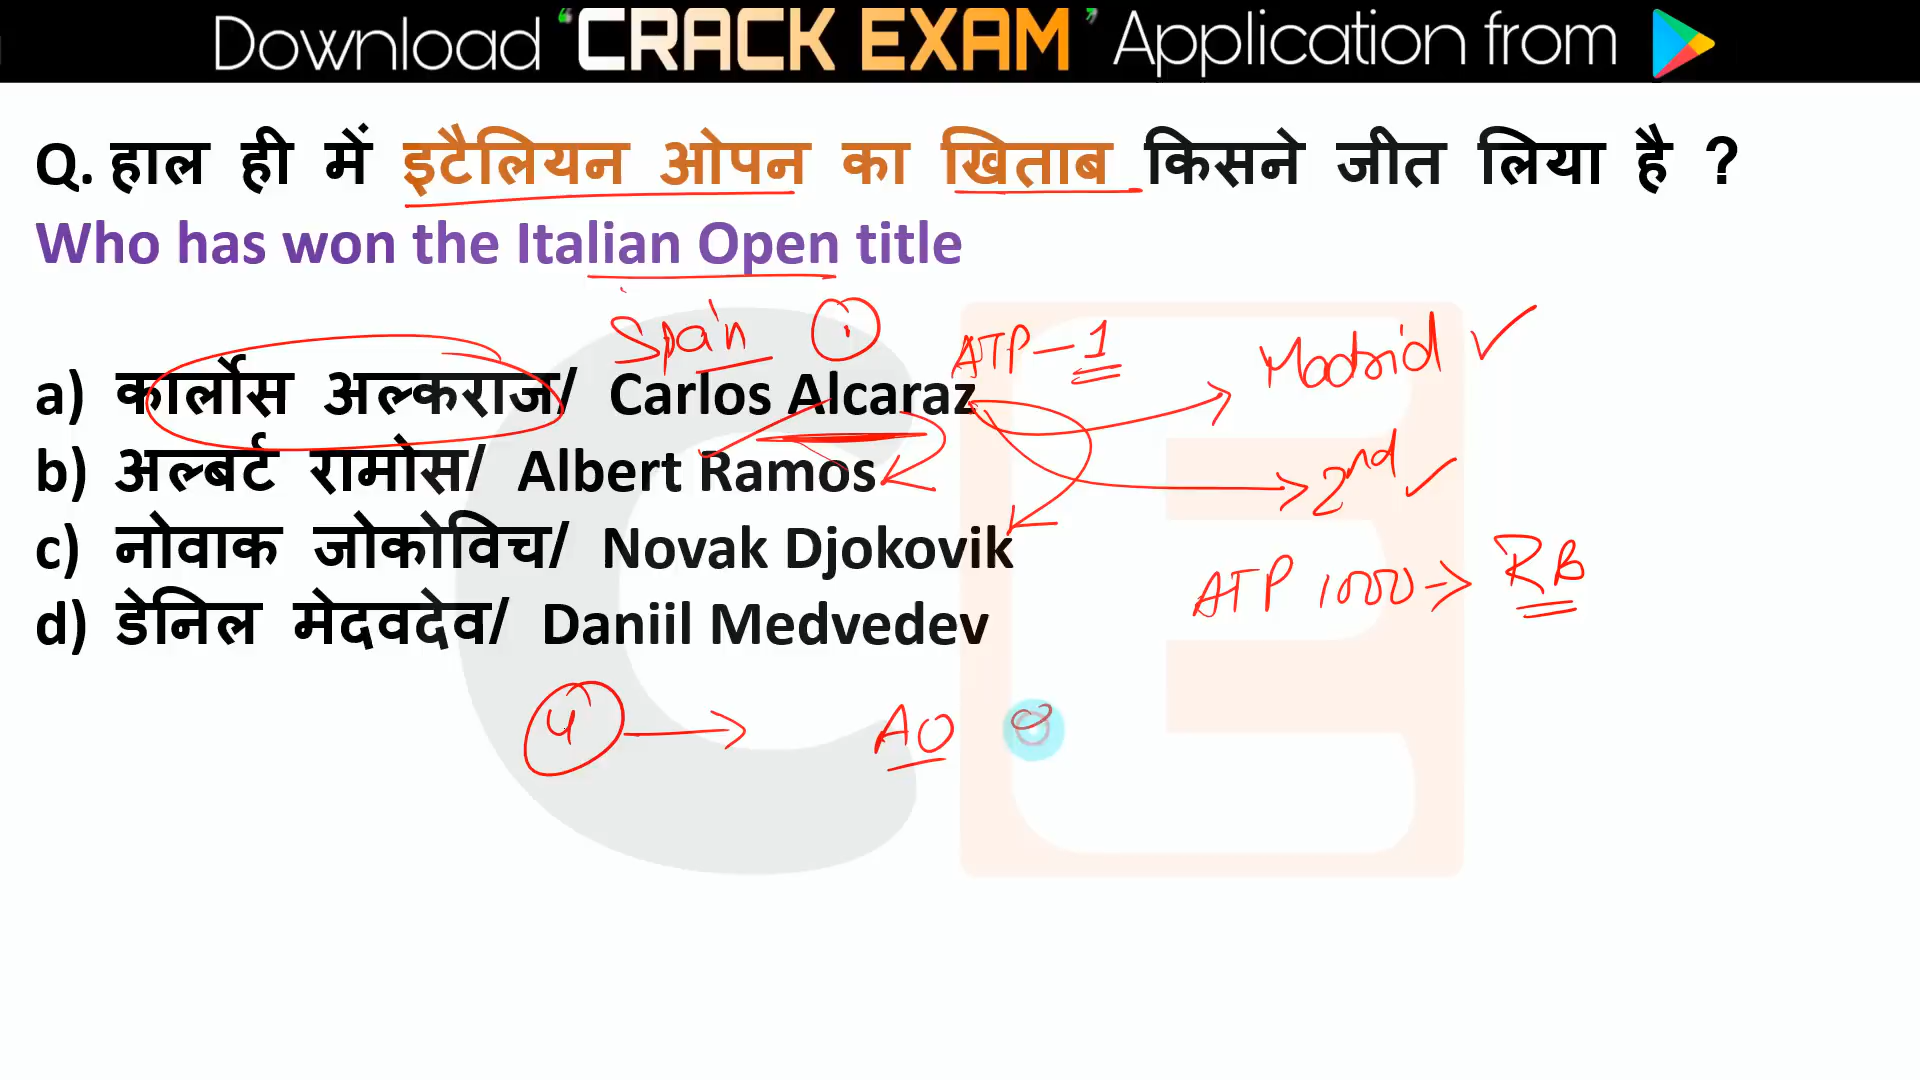 Download ‘CRACK EXAM’ Application from
Q. हाल ही में इटैलियन ओपन का खिताब किसने जीत लिया है ?
Who has won the Italian Open title
Spain 1 ATP-1 Madrid
a) कार्लोस अल्कराज/ Carlos Alcaraz
b) अल्बर्ट रामोस/ Albert Ramos
2nd
c) नोवाक जोकोविच/ Novak Djokovik
ATP 1000 → RB
d) डेनिल मेदवदेव/ Daniil Medvedev
4 → AO
CE